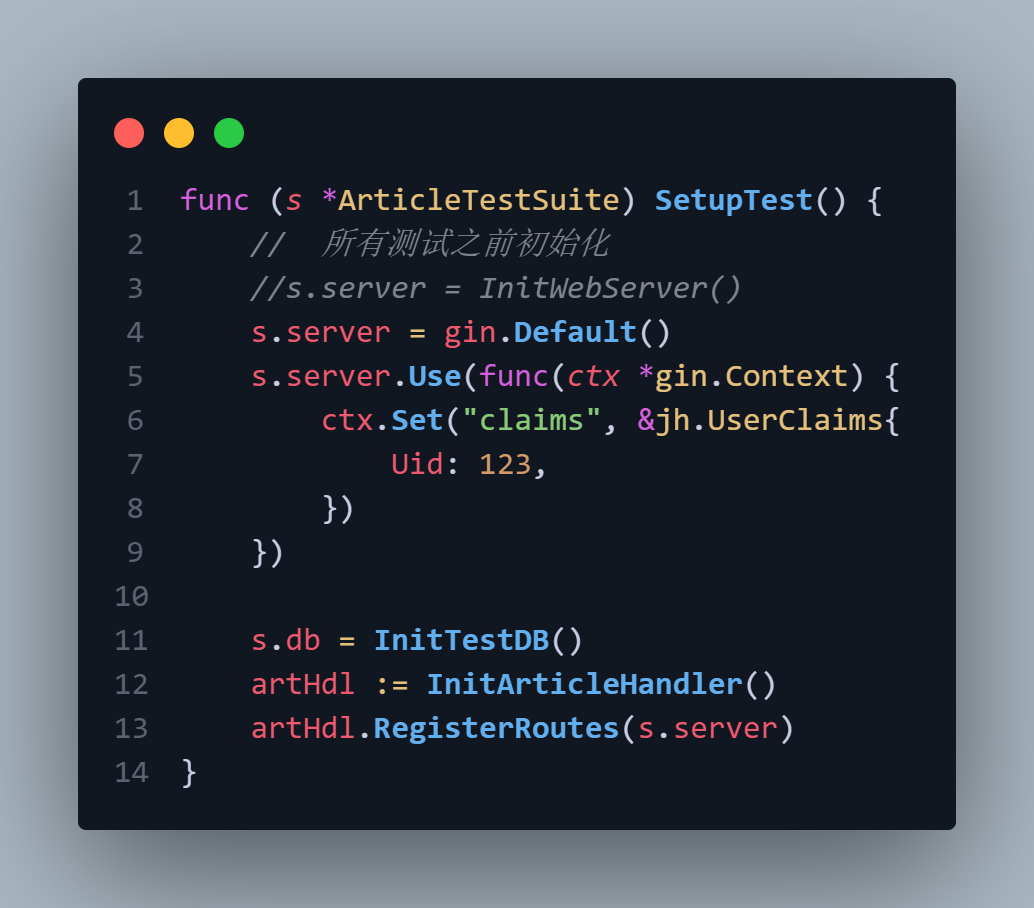 1 func (s *ArticleTestSuite) SetupTest() {
2     //  所有测试之前初始化
3     //s.server = InitWebServer()
4     s.server = gin.Default()
5     s.server.Use(func(ctx *gin.Context) {
6         ctx.Set("claims", &jh.UserClaims{
7             Uid: 123,
8         })
9     })
10
11     s.db = InitTestDB()
12     artHdl := InitArticleHandler()
13     artHdl.RegisterRoutes(s.server)
14 }